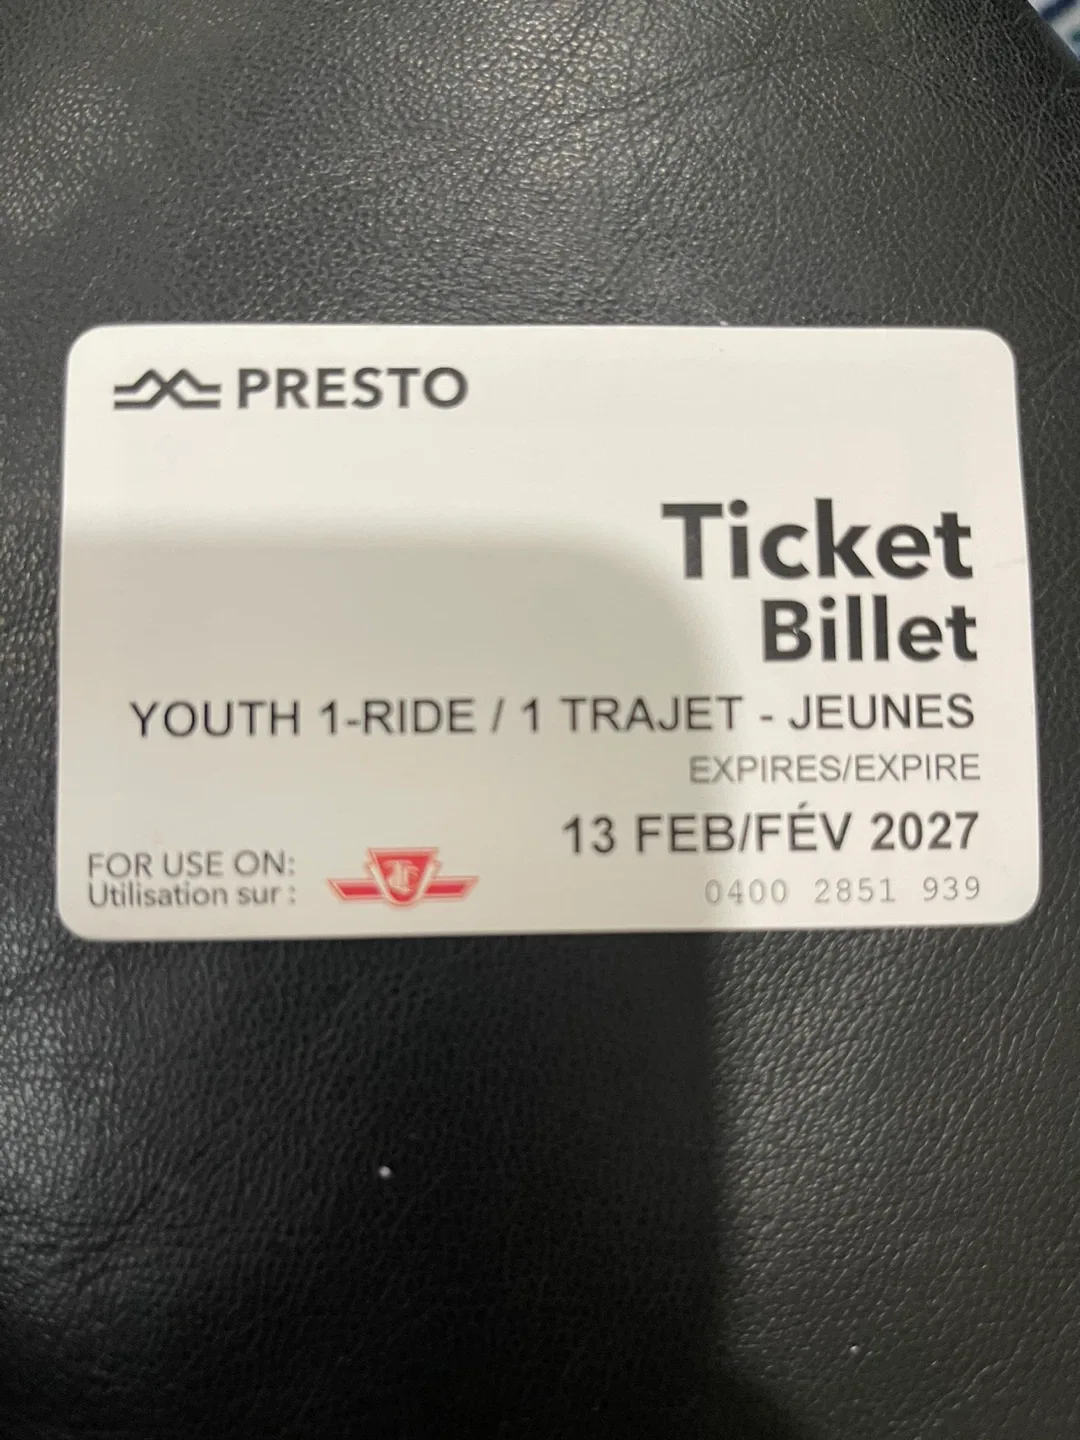 PRESTO
Ticket
Billet
YOUTH 1-RIDE / 1 TRAJET - JEUNES
EXPIRES/EXPIRE
13 FEB/FÉV 2027
FOR USE ON:
Utilisation sur :
0400 2851 939